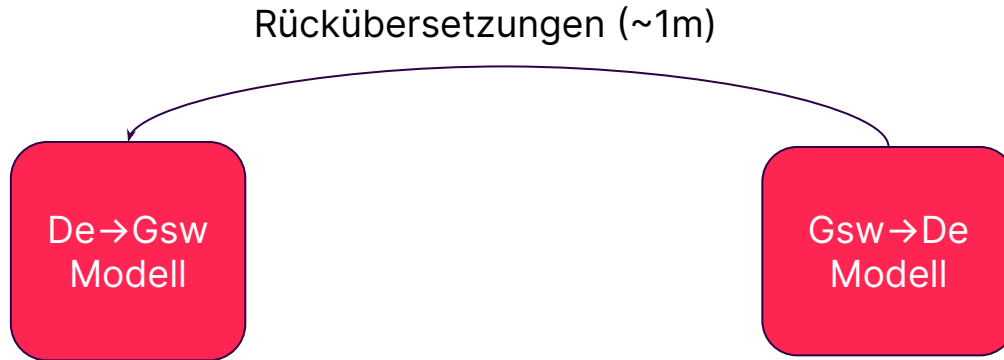 Rückübersetzungen (~1m)
De→Gsw
Modell
Gsw→De
Modell